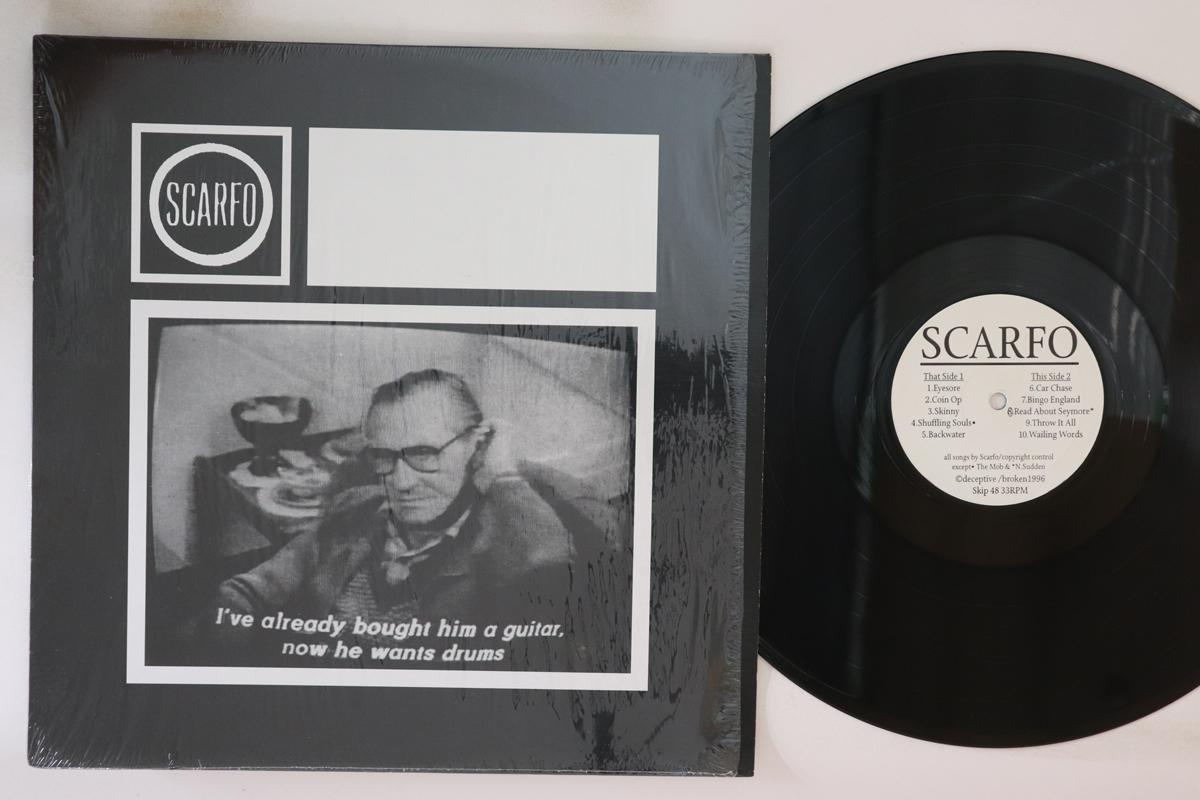 SCARFO
I've already bought him a guitar,
now he wants drums
SCARFO
That Side 1
1.Eyesore
2.Coin Op
3.Skinny
4.Shuffling Souls•
5.Backwater
This Side 2
6.Car Chase
7.Bingo England
8.Read About Seymore*
9.Throw It All
10.Wailing Words
all songs by Scarfo/copyright control
except• The Mob & *N.Sudden
©deceptive /broken1996
Skip 48 33RPM